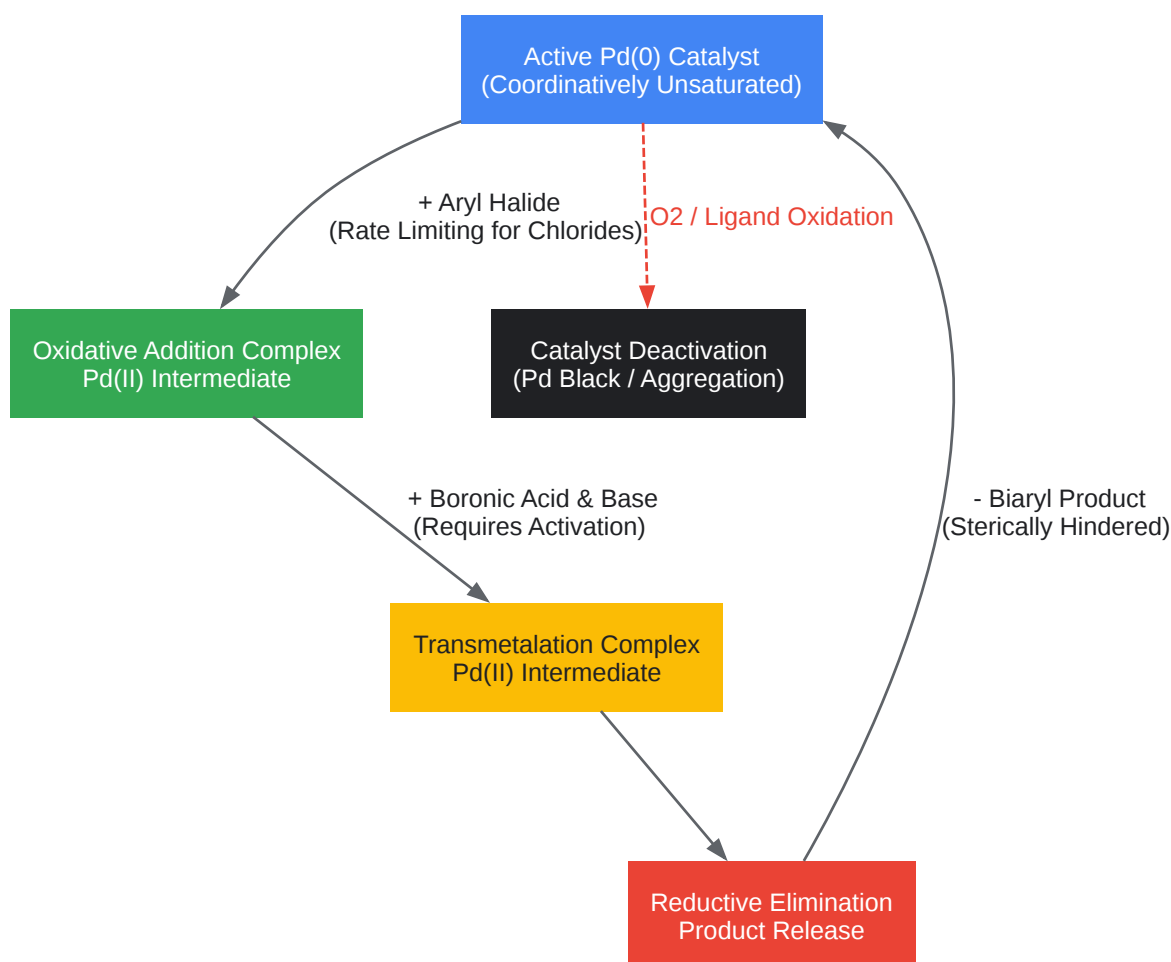 Active Pd(0) Catalyst
(Coordinatively Unsaturated)
+ Aryl Halide
(Rate Limiting for Chlorides)
O2 / Ligand Oxidation
Oxidative Addition Complex
Pd(II) Intermediate
Catalyst Deactivation
(Pd Black / Aggregation)
+ Boronic Acid & Base
(Requires Activation)
- Biaryl Product
(Sterically Hindered)
Transmetalation Complex
Pd(II) Intermediate
Reductive Elimination
Product Release